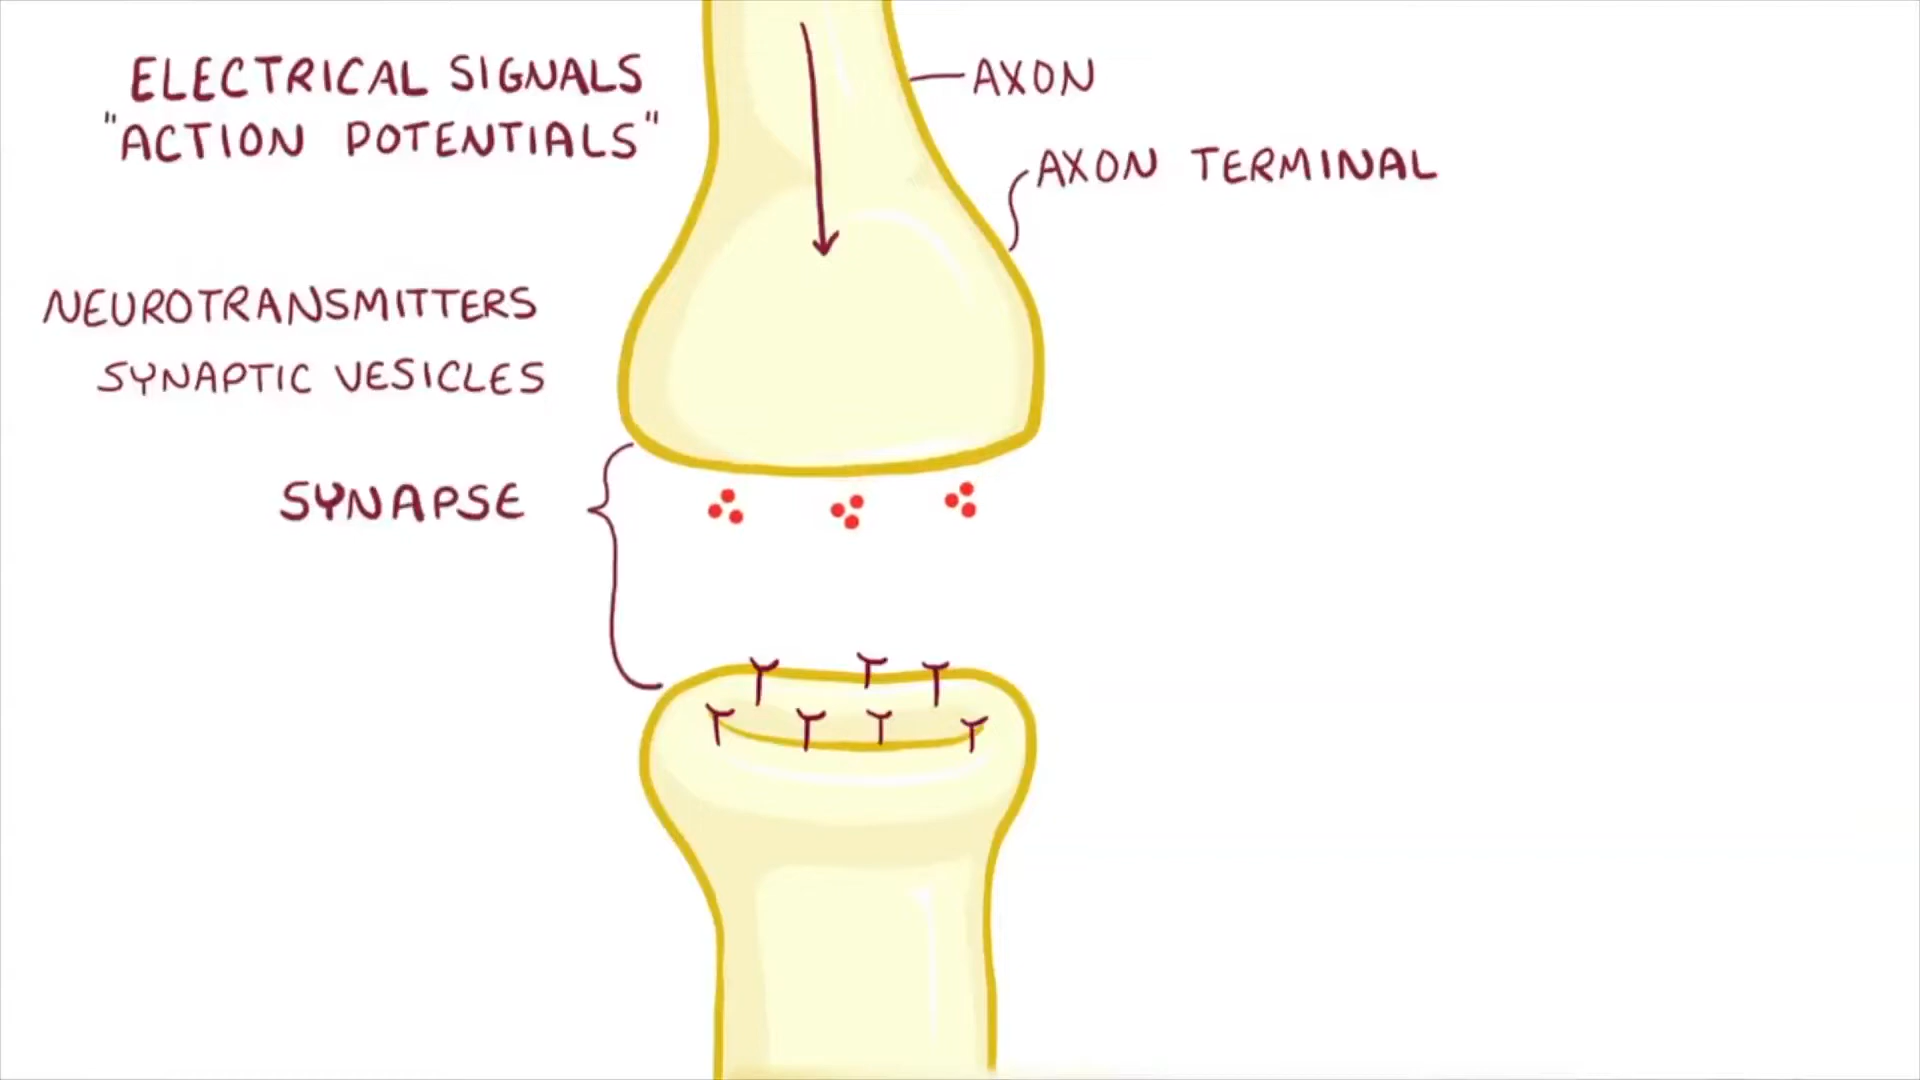 ELECTRICAL SIGNALS
"ACTION POTENTIALS"
AXON
AXON TERMINAL
NEUROTRANSMITTERS
SYNAPTIC VESICLES
SYNAPSE